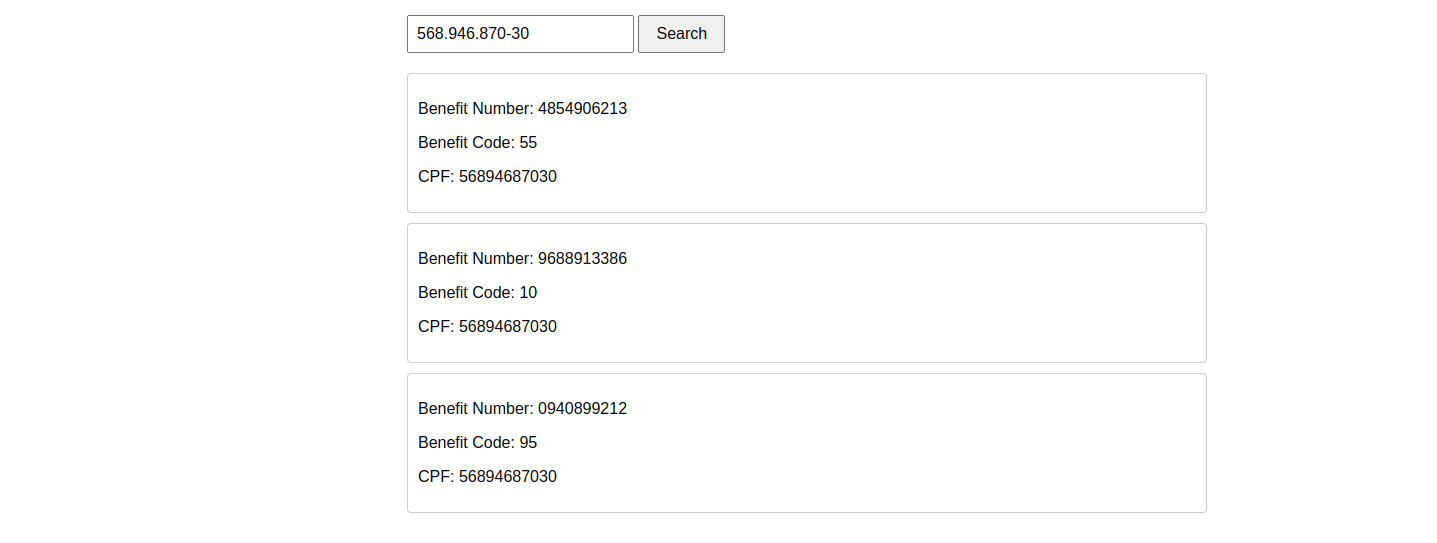 568.946.870-30 Search
Benefit Number: 4854906213
Benefit Code: 55
CPF: 56894687030
Benefit Number: 9688913386
Benefit Code: 10
CPF: 56894687030
Benefit Number: 0940899212
Benefit Code: 95
CPF: 56894687030